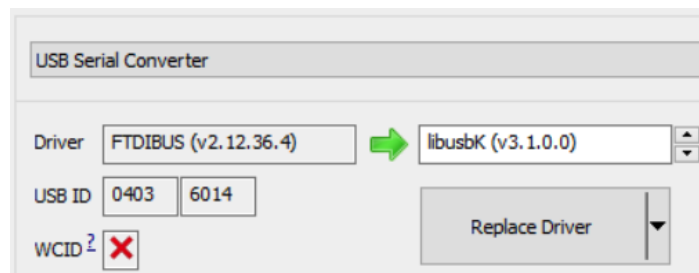 USB Serial Converter
Driver FTDIBUS (v2.12.36.4) libusbK (v3.1.0.0)
USB ID 0403 6014
Replace Driver
WCID ?